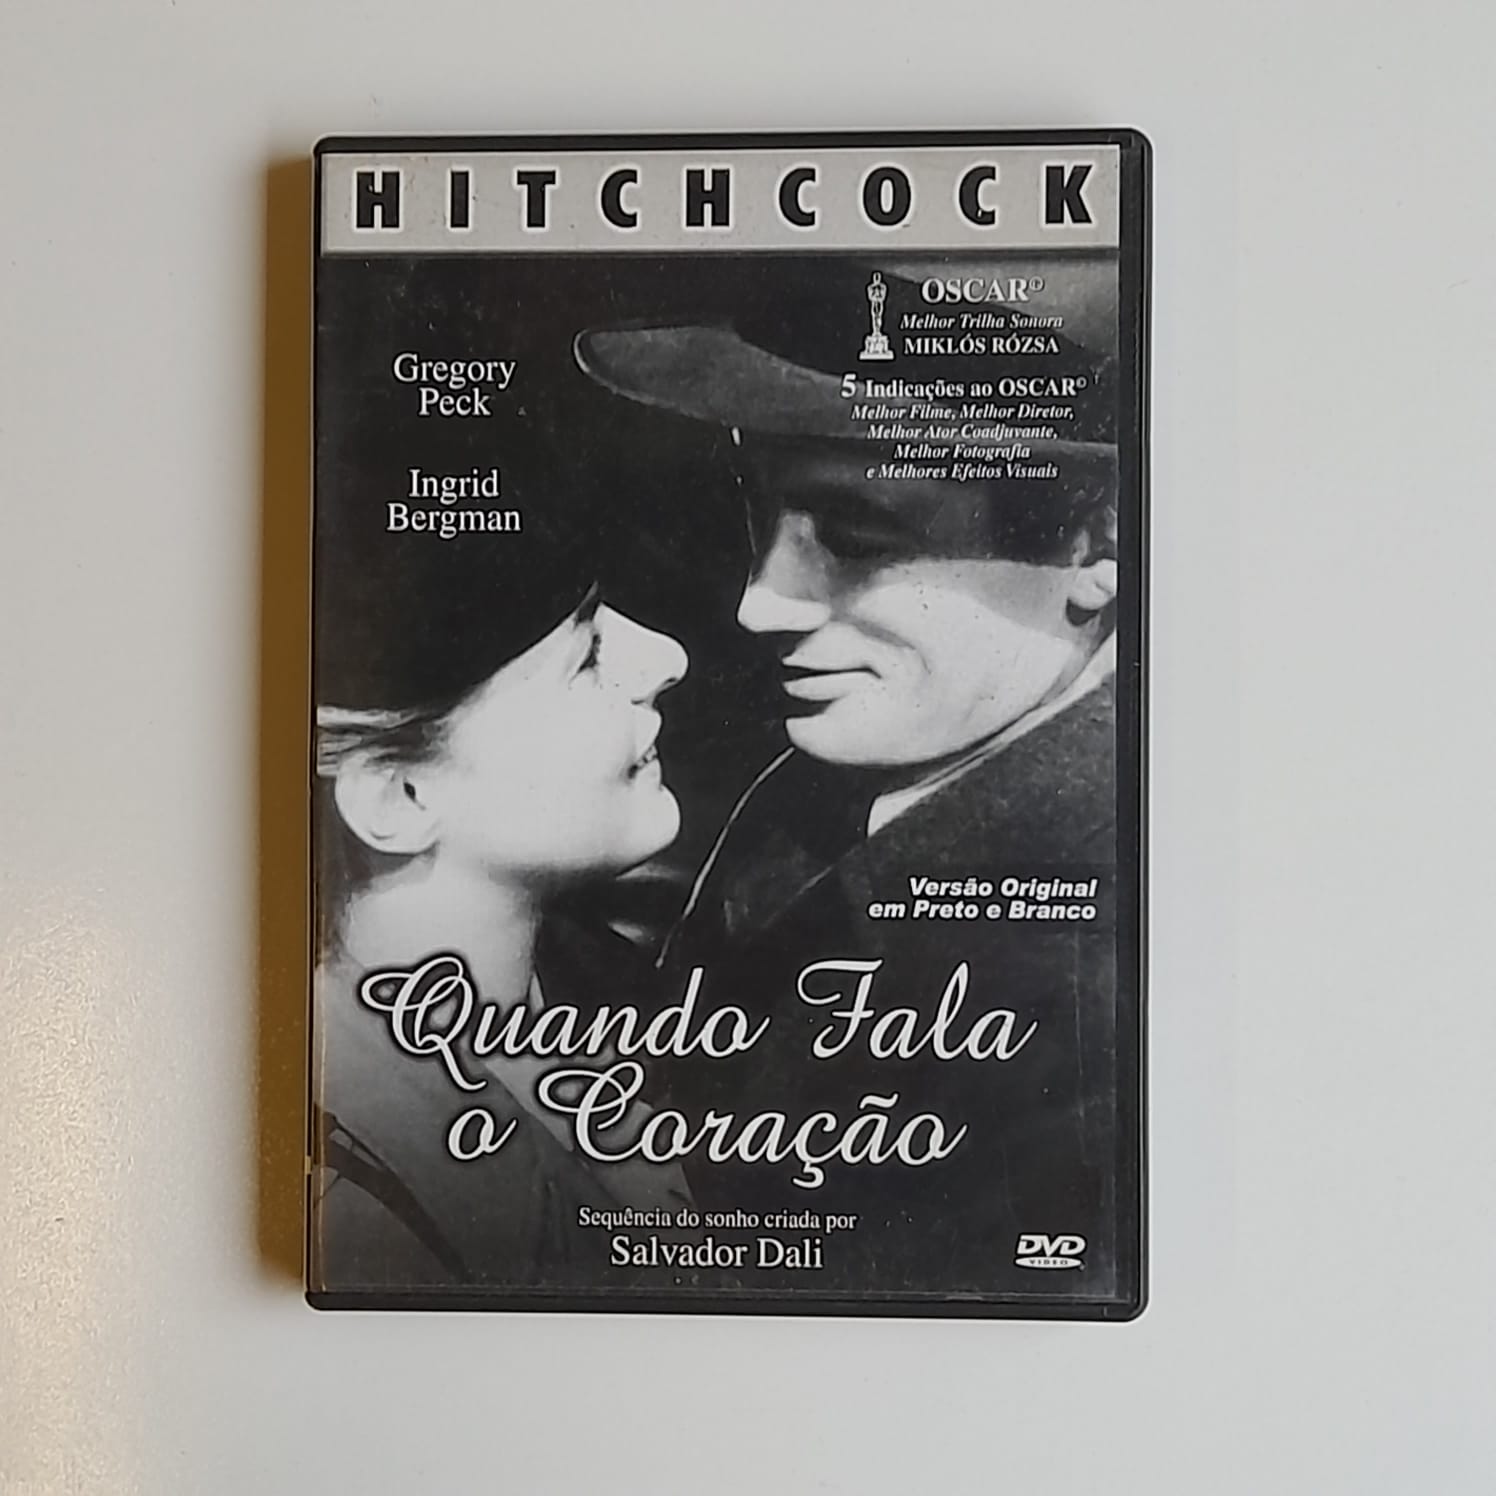 HITCHCOCK
OSCAR©
Melhor Trilha Sonora
MIKLÓS RÓZSA
5 Indicações ao OSCAR©
Melhor Filme, Melhor Diretor,
Melhor Ator Coadjuvante,
Melhor Fotografia
e Melhores Efeitos Visuais
Gregory
Peck
Ingrid
Bergman
Versão Original
em Preto e Branco
Quando Fala
o Coração
Sequência do sonho criada por
Salvador Dali
DVD
VIDEO